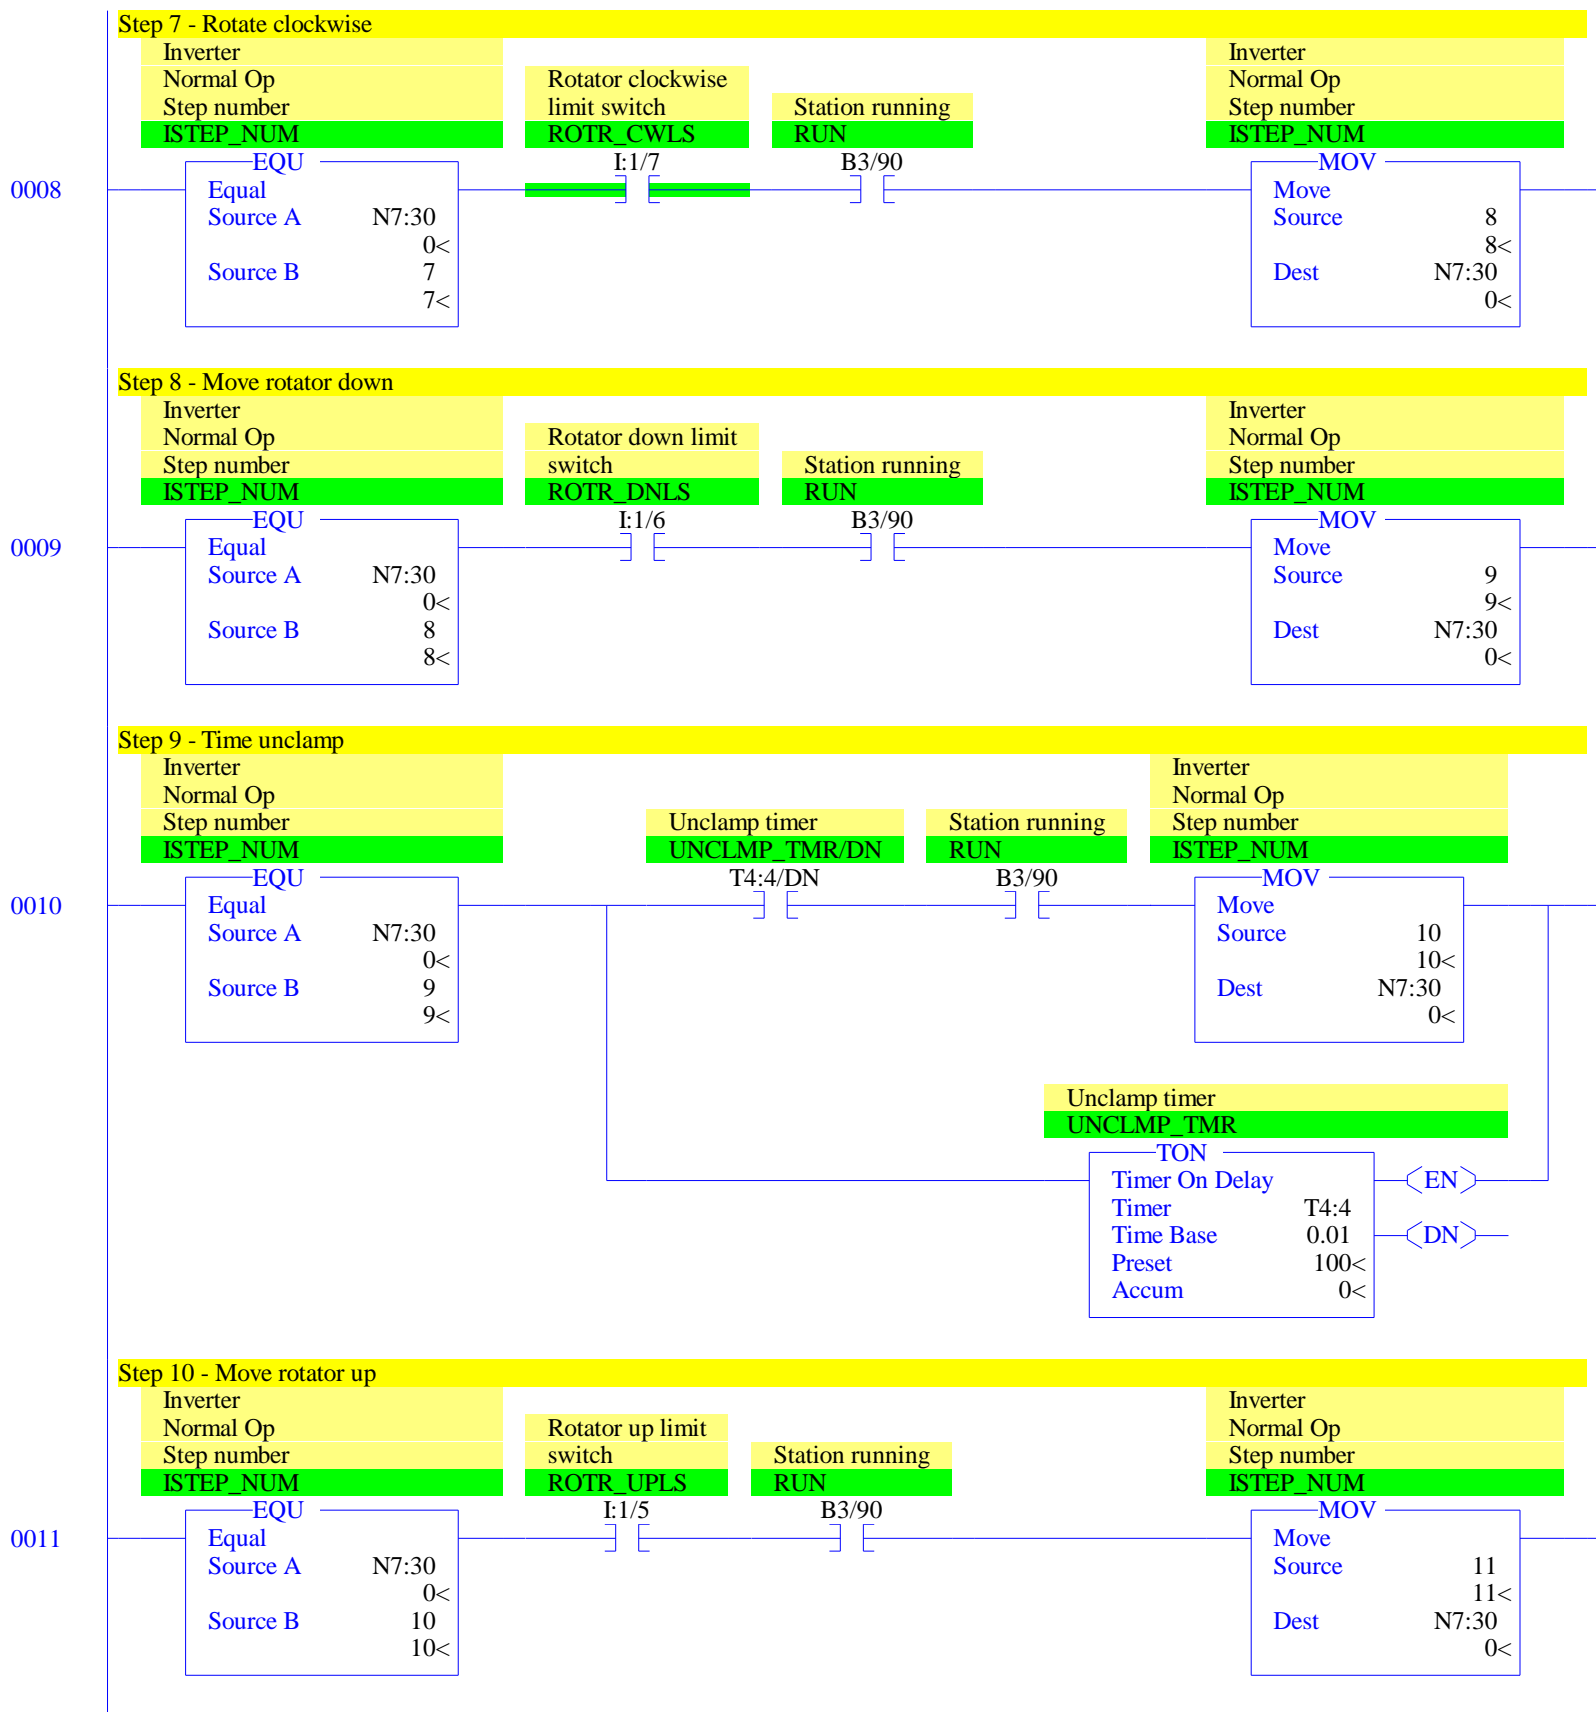 Step 7 - Rotate clockwise
Inverter
Normal Op
Step number
ISTEP_NUM
Rotator clockwise
limit switch
ROTR_CWLS
Station running
RUN
Inverter
Normal Op
Step number
ISTEP_NUM
0008
EQU
Equal
Source A N7:30
0<
Source B 7
7<
I:1/7
B3/90
MOV
Move
Source 8
8<
Dest N7:30
0<
Step 8 - Move rotator down
Inverter
Normal Op
Step number
ISTEP_NUM
Rotator down limit
switch
ROTR_DNLS
Station running
RUN
Inverter
Normal Op
Step number
ISTEP_NUM
0009
EQU
Equal
Source A N7:30
0<
Source B 8
8<
I:1/6
B3/90
MOV
Move
Source 9
9<
Dest N7:30
0<
Step 9 - Time unclamp
Inverter
Normal Op
Step number
ISTEP_NUM
Unclamp timer
UNCLMP_TMR/DN
Station running
RUN
Inverter
Normal Op
Step number
ISTEP_NUM
0010
EQU
Equal
Source A N7:30
0<
Source B 9
9<
T4:4/DN
B3/90
MOV
Move
Source 10
10<
Dest N7:30
0<
Unclamp timer
UNCLMP_TMR
TON
Timer On Delay
Timer T4:4
Time Base 0.01
Preset 100<
Accum 0<
EN
DN
Step 10 - Move rotator up
Inverter
Normal Op
Step number
ISTEP_NUM
Rotator up limit
switch
ROTR_UPLS
Station running
RUN
Inverter
Normal Op
Step number
ISTEP_NUM
0011
EQU
Equal
Source A N7:30
0<
Source B 10
10<
I:1/5
B3/90
MOV
Move
Source 11
11<
Dest N7:30
0<